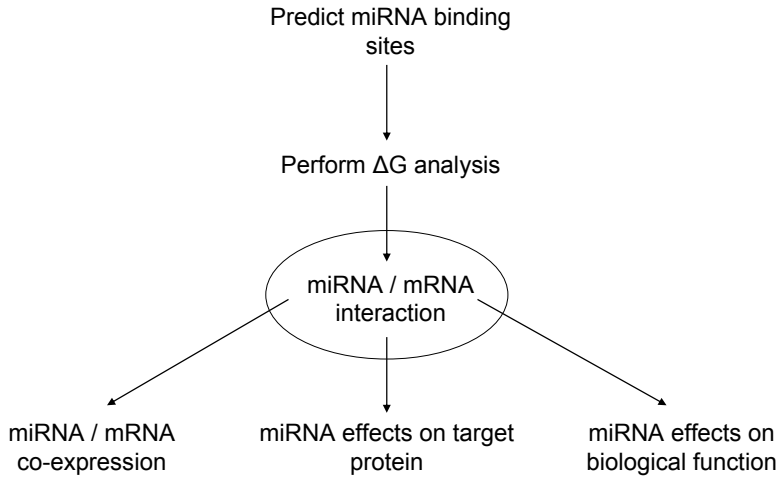 Predict miRNA binding
sites
Perform ΔG analysis
miRNA / mRNA
interaction
miRNA / mRNA
co-expression
miRNA effects on target
protein
miRNA effects on
biological function